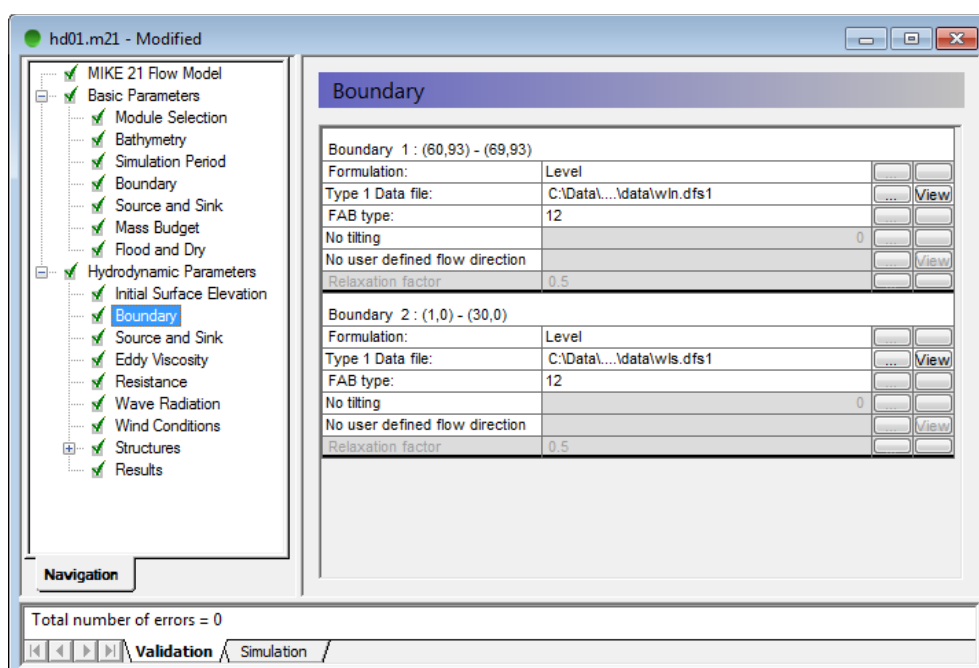 hd01.m21 - Modified
MIKE 21 Flow Model
Basic Parameters
Module Selection
Bathymetry
Simulation Period
Boundary
Source and Sink
Mass Budget
Flood and Dry
Hydrodynamic Parameters
Initial Surface Elevation
Boundary
Source and Sink
Eddy Viscosity
Resistance
Wave Radiation
Wind Conditions
Structures
Results
Navigation
Boundary
Boundary 1 : (60,93) - (69,93)
Formulation: Level ...
Type 1 Data file: C:\Data\....\data\wln.dfs1 ... View
FAB type: 12 ...
No tilting 0 ...
No user defined flow direction ... View
Relaxation factor 0.5 ...
Boundary 2 : (1,0) - (30,0)
Formulation: Level ...
Type 1 Data file: C:\Data\....\data\wls.dfs1 ... View
FAB type: 12 ...
No tilting 0 ...
No user defined flow direction ... View
Relaxation factor 0.5 ...
Total number of errors = 0
Validation Simulation